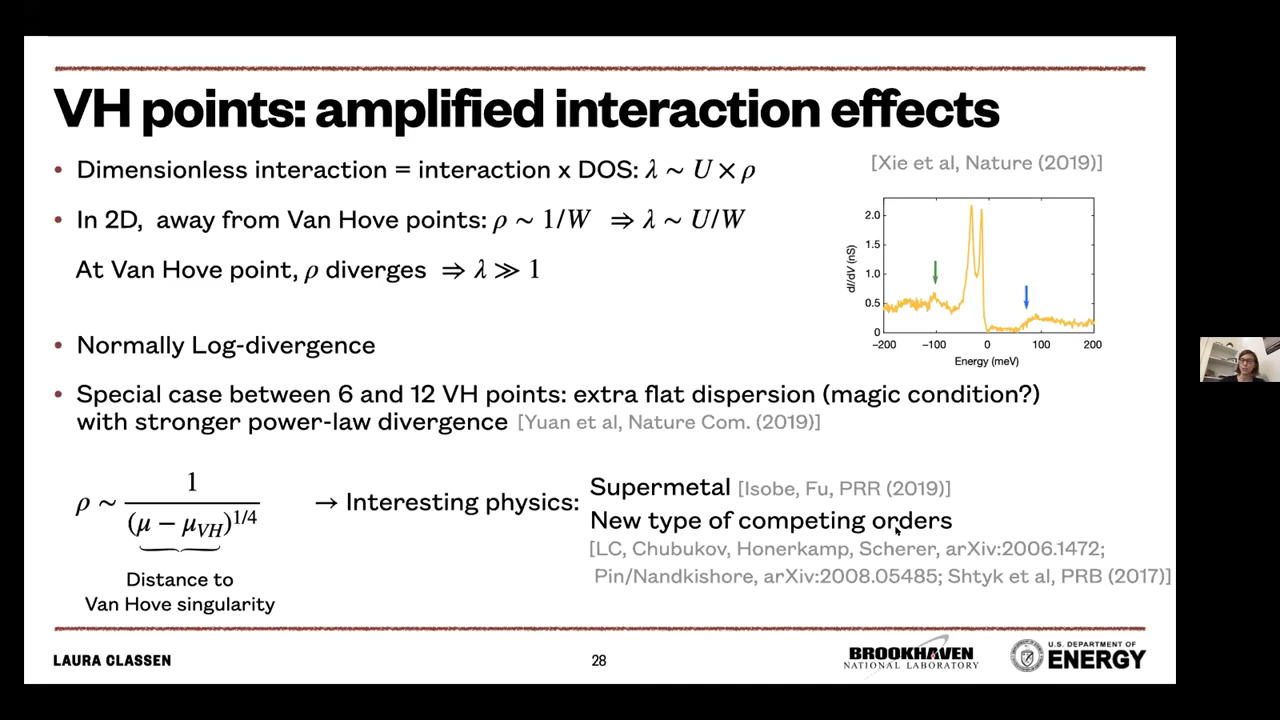 VH points: amplified interaction effects
• Dimensionless interaction = interaction x DOS: λ ~ U × ρ
[Xie et al, Nature (2019)]
• In 2D, away from Van Hove points: ρ ~ 1/W ⇒ λ ~ U/W
At Van Hove point, ρ diverges ⇒ λ ≫ 1
2.0
1.5
1.0
0.5
0
dI/dV (nS)
−200 −100 0 100 200
Energy (meV)
• Normally Log-divergence
• Special case between 6 and 12 VH points: extra flat dispersion (magic condition?)
with stronger power-law divergence [Yuan et al, Nature Com. (2019)]
ρ ~ 1 / (μ − μ_VH)^1/4
Distance to
Van Hove singularity
→ Interesting physics:
Supermetal [Isobe, Fu, PRR (2019)]
New type of competing orders
[LC, Chubukov, Honerkamp, Scherer, arXiv:2006.1472;
Pin/Nandkishore, arXiv:2008.05485; Shtyk et al, PRB (2017)]
LAURA CLASSEN
28
BROOKHAVEN
NATIONAL LABORATORY
U.S. DEPARTMENT OF
ENERGY